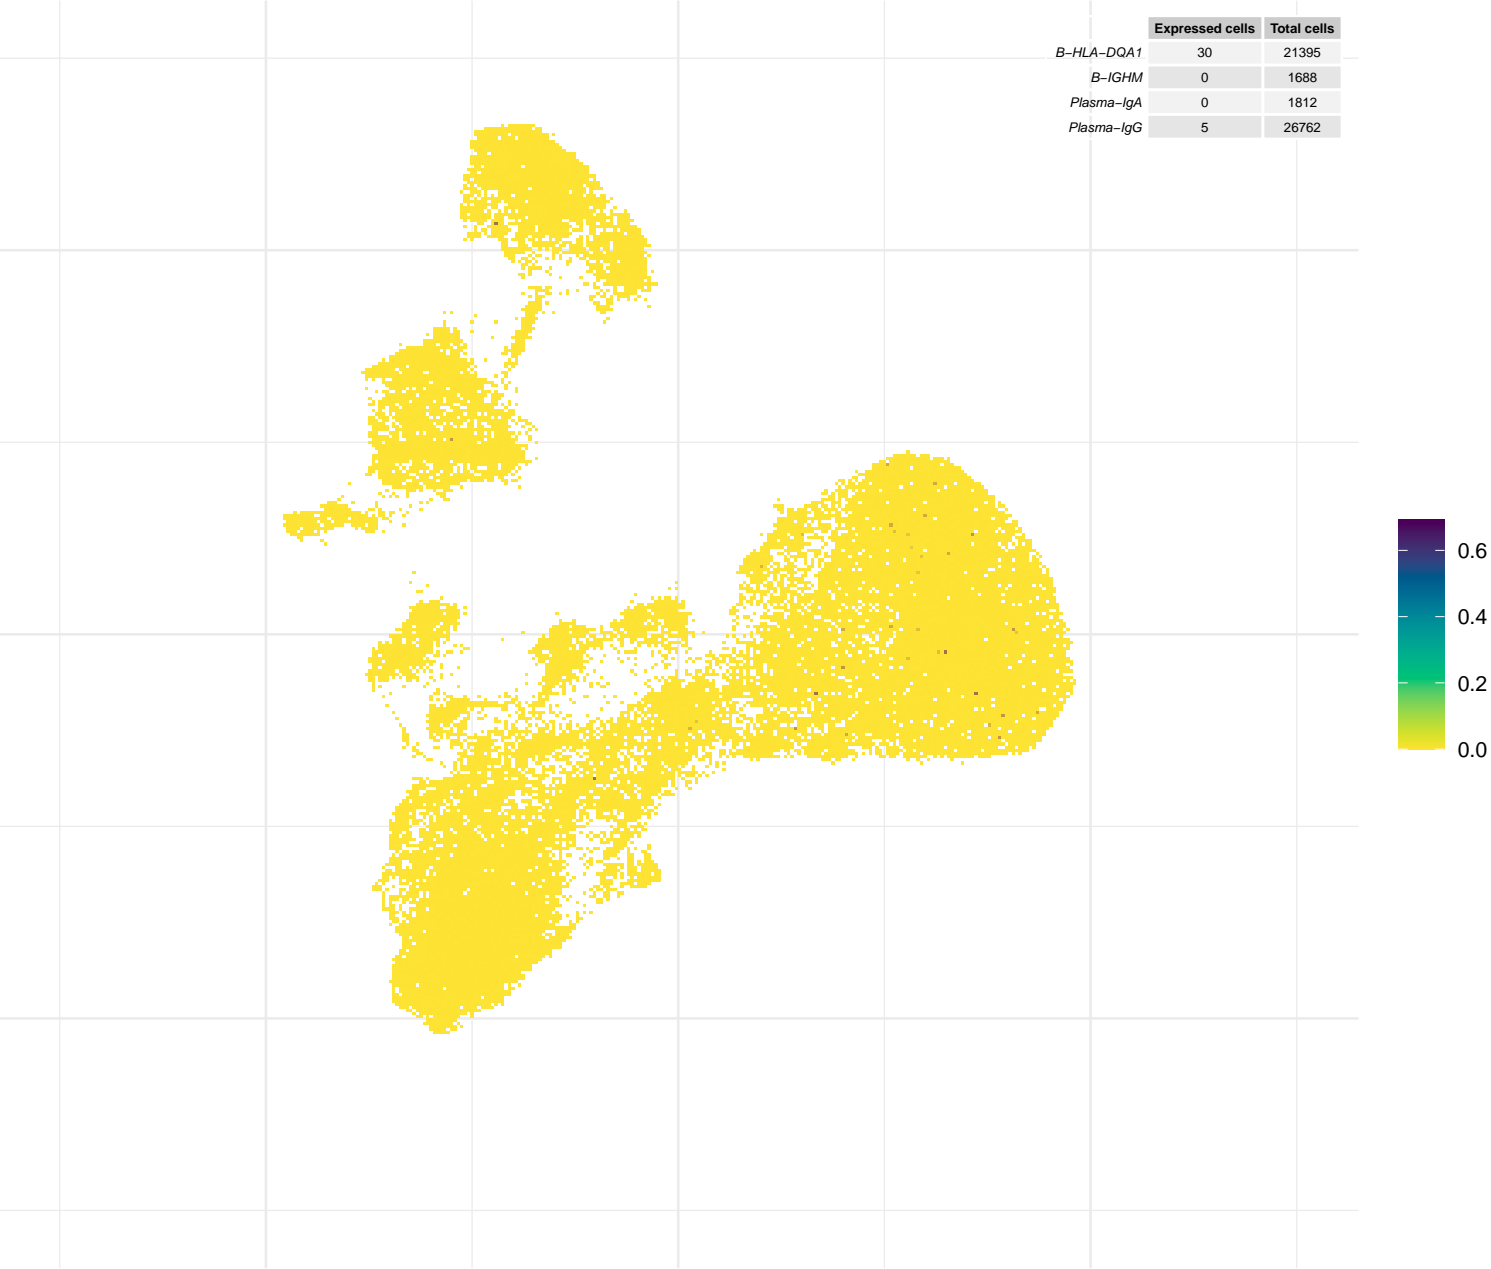 Expressed cells Total cells
B−HLA−DQA1 30 21395
B−IGHM 0 1688
Plasma−IgA 0 1812
Plasma−IgG 5 26762
0.6
0.4
0.2
0.0